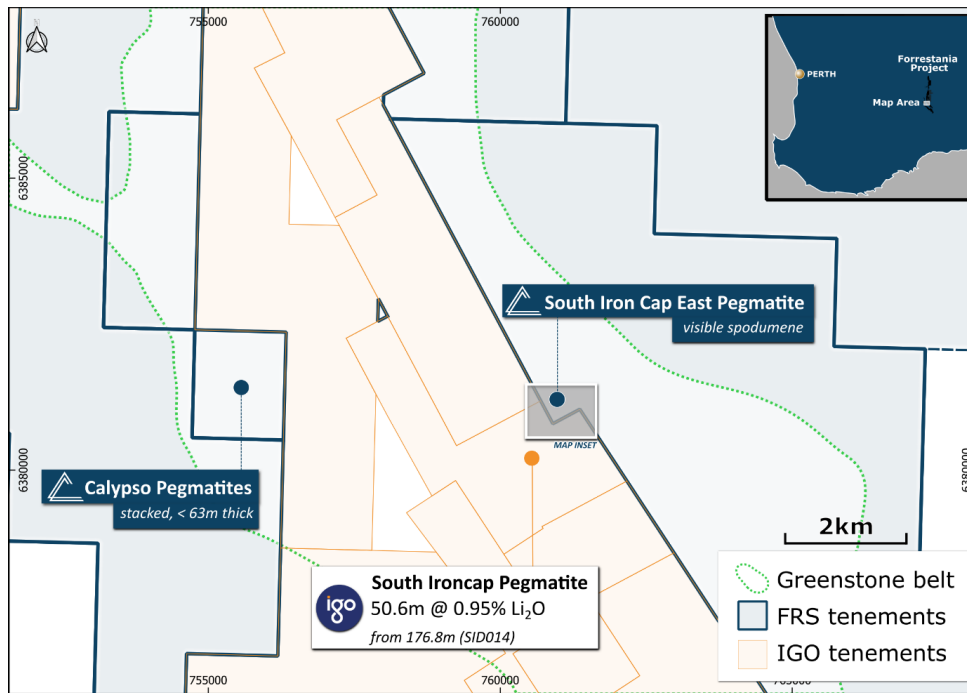 N
755000
760000
PERTH
Forrestania
Project
Map Area
6385000
South Iron Cap East Pegmatite
visible spodumene
MAP INSET
6380000
6380000
Calypso Pegmatites
stacked, < 63m thick
2km
igo
South Ironcap Pegmatite
50.6m @ 0.95% Li₂O
from 176.8m (SID014)
Greenstone belt
FRS tenements
IGO tenements
755000
760000